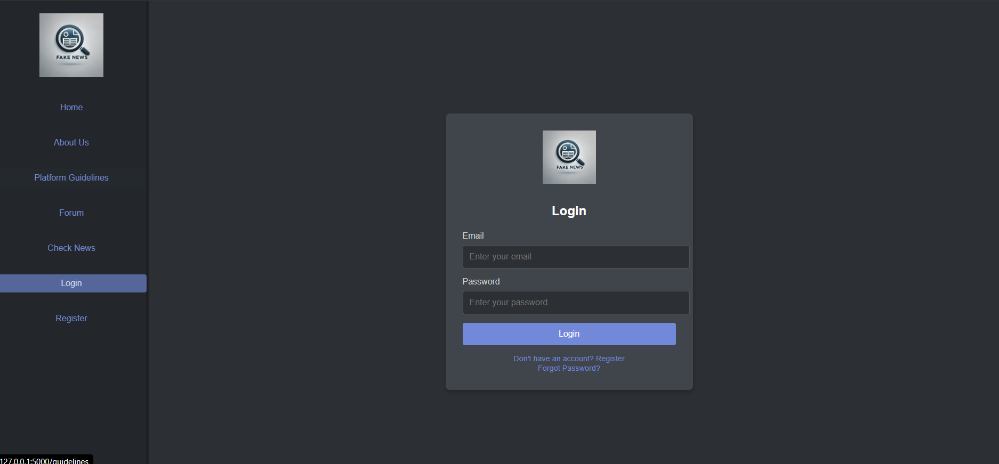 FAKE NEWS
Home
About Us
Platform Guidelines
Forum
Check News
Login
Register
FAKE NEWS
Login
Email
Enter your email
Password
Enter your password
Login
Don't have an account? Register
Forgot Password?
127.0.0.1:5000/guidelines